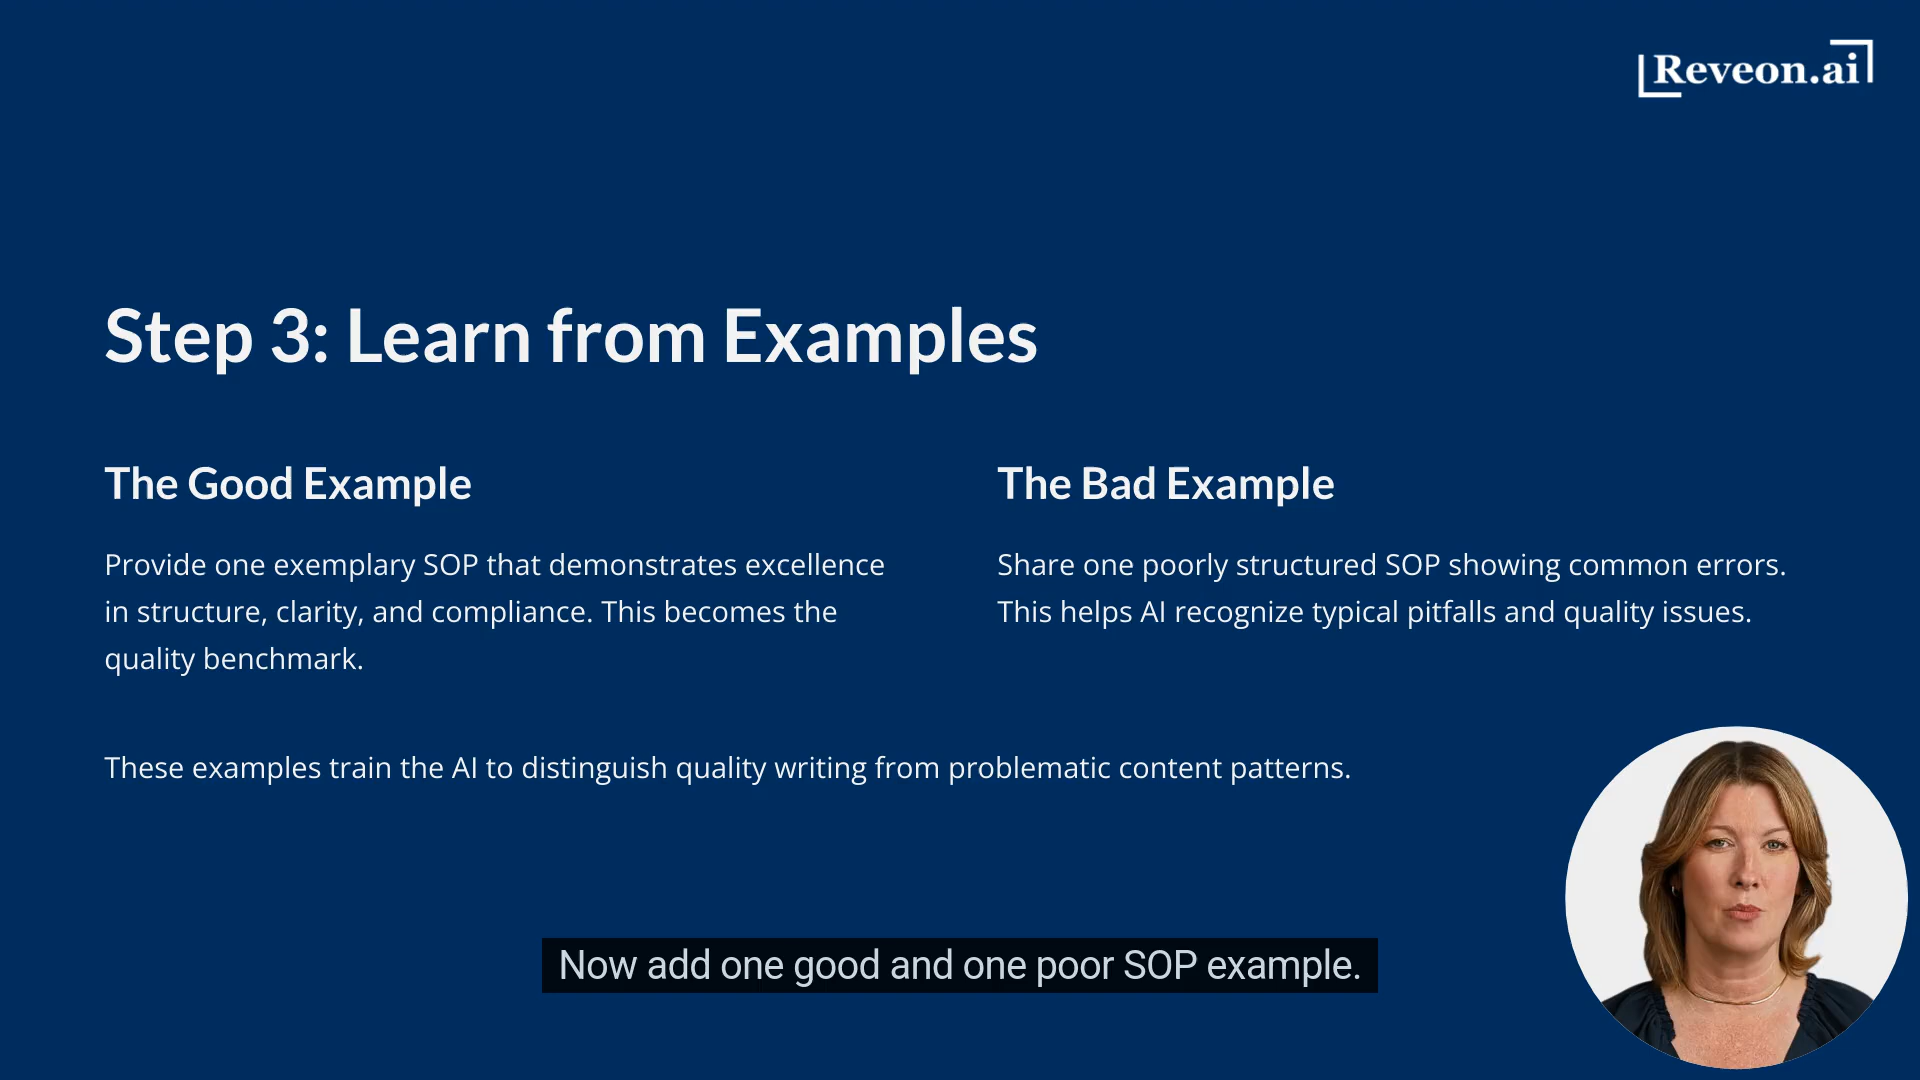 Reveon.ai
Step 3: Learn from Examples
The Good Example
Provide one exemplary SOP that demonstrates excellence
in structure, clarity, and compliance. This becomes the
quality benchmark.
The Bad Example
Share one poorly structured SOP showing common errors.
This helps AI recognize typical pitfalls and quality issues.
These examples train the AI to distinguish quality writing from problematic content patterns.
Now add one good and one poor SOP example.